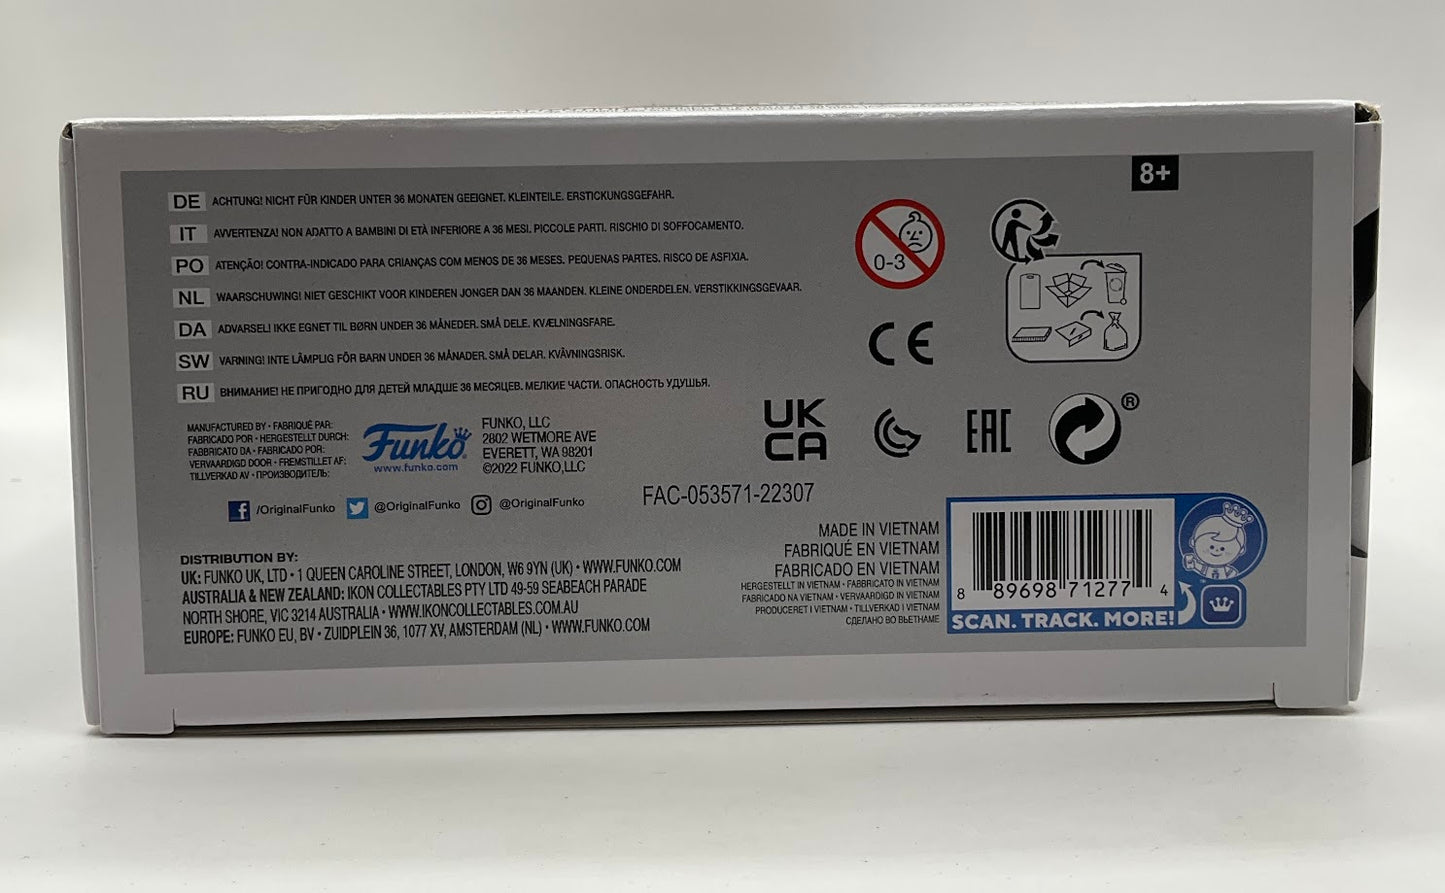 8+
DE ACHTUNG! NICHT FÜR KINDER UNTER 36 MONATEN GEEIGNET. KLEINTEILE. ERSTICKUNGSGEFAHR.
IT AVVERTENZA! NON ADATTO A BAMBINI DI ETÀ INFERIORE A 36 MESI. PICCOLE PARTI. RISCHIO DI SOFFOCAMENTO.
PO ATENÇÃO! CONTRA-INDICADO PARA CRIANÇAS COM MENOS DE 36 MESES. PEQUENAS PARTES. RISCO DE ASFIXIA.
NL WAARSCHUWING! NIET GESCHIKT VOOR KINDEREN JONGER DAN 36 MAANDEN. KLEINE ONDERDELEN. VERSTIKKINGSGEVAAR.
DA ADVARSEL! IKKE EGNET TIL BØRN UNDER 36 MÅNEDER. SMÅ DELE. KVÆLNINGSFARE.
SW VARNING! INTE LÄMPLIG FÖR BARN UNDER 36 MÅNADER. SMÅ DELAR. KVÄVNINGSRISK.
RU ВНИМАНИЕ! НЕ ПРИГОДНО ДЛЯ ДЕТЕЙ МЛАДШЕ 36 МЕСЯЦЕВ. МЕЛКИЕ ЧАСТИ. ОПАСНОСТЬ УДУШЬЯ.
0-3
CE
UK
CA
EAC
®
MANUFACTURED BY • FABRIQUÉ PAR:
FABRICADO POR • HERGESTELLT DURCH:
FABBRICATO DA • FABRICADO POR:
VERVAARDIGD DOOR • FREMSTILLET AF:
TILLVERKAD AV • ПРОИЗВОДИТЕЛЬ:
Funko
www.funko.com
FUNKO, LLC
2802 WETMORE AVE
EVERETT, WA 98201
©2022 FUNKO,LLC
/OriginalFunko @OriginalFunko @OriginalFunko
FAC-053571-22307
DISTRIBUTION BY:
UK: FUNKO UK, LTD • 1 QUEEN CAROLINE STREET, LONDON, W6 9YN (UK) • WWW.FUNKO.COM
AUSTRALIA & NEW ZEALAND: IKON COLLECTABLES PTY LTD 49-59 SEABEACH PARADE
NORTH SHORE, VIC 3214 AUSTRALIA • WWW.IKONCOLLECTABLES.COM.AU
EUROPE: FUNKO EU, BV • ZUIDPLEIN 36, 1077 XV, AMSTERDAM (NL) • WWW.FUNKO.COM
MADE IN VIETNAM
FABRIQUÉ EN VIETNAM
FABRICADO EN VIETNAM
HERGESTELLT IN VIETNAM • FABBRICATO IN VIETNAM
FABRICADO NA VIETNAM • VERVAARDIGD IN VIETNAM
PRODUCERET I VIETNAM • TILLVERKAD I VIETNAM
СДЕЛАНО ВО ВЬЕТНАМЕ
8 89698 71277 4
SCAN. TRACK. MORE!